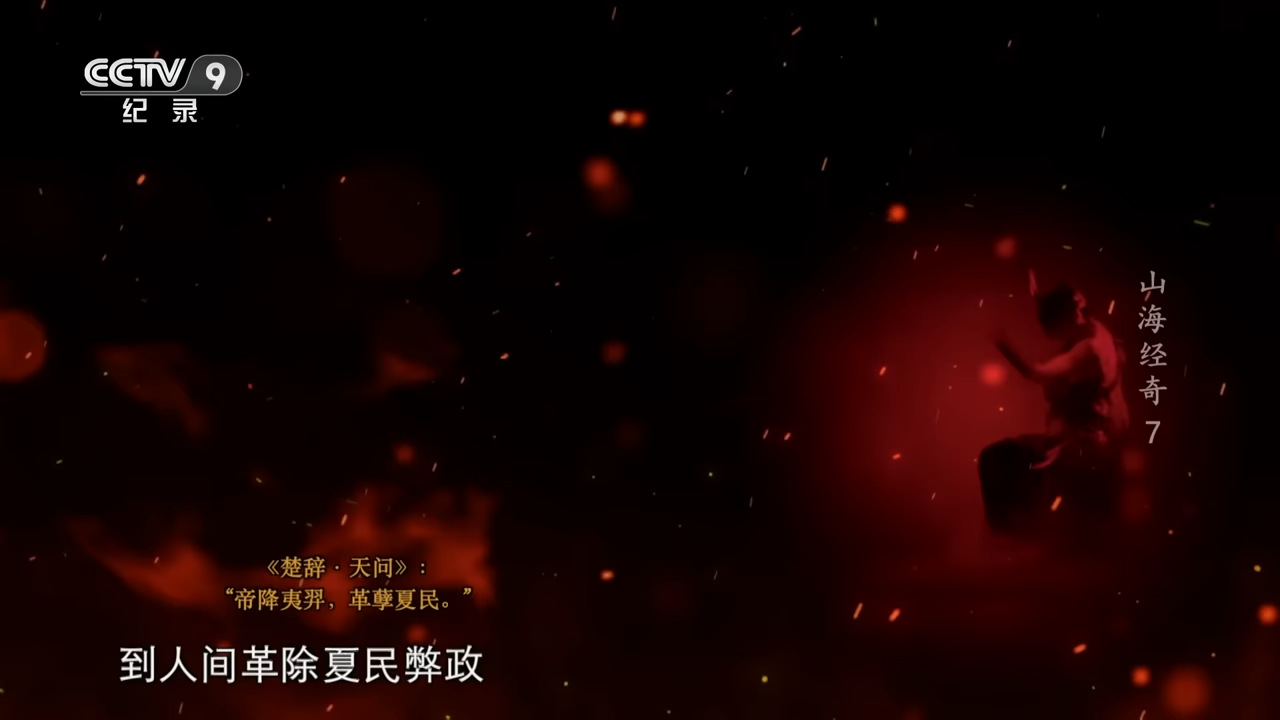 CCTV 9
纪录
山海经奇 7
《楚辞·天问》：
“帝降夷羿，革孽夏民。”
到人间革除夏民弊政